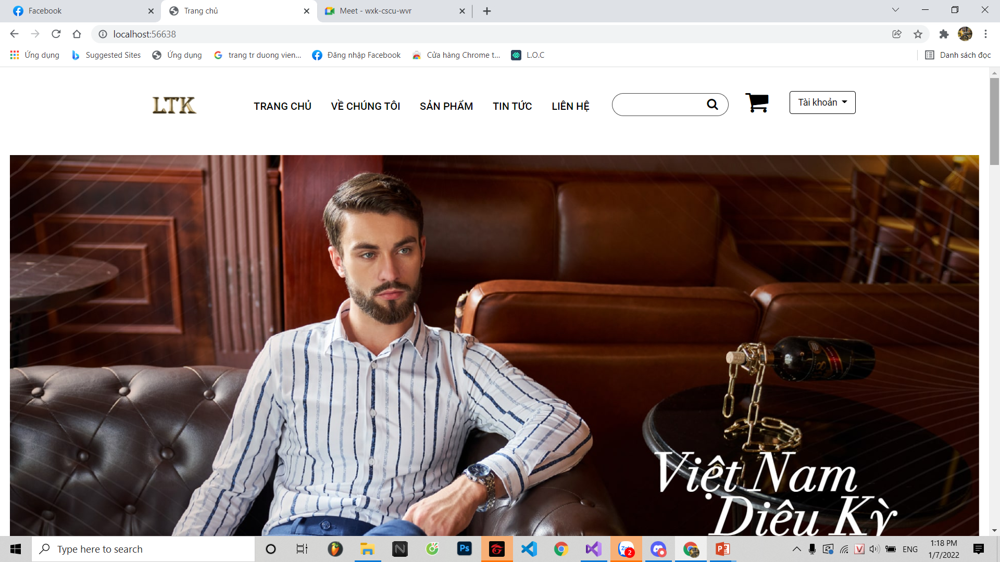 Facebook
Trang chủ
Meet - wxk-cscu-wvr
localhost:56638
Ứng dụng
Suggested Sites
Ứng dụng
trang tr duong vien...
Đăng nhập Facebook
Cửa hàng Chrome t...
L.O.C
Danh sách đọc
LTK
TRANG CHỦ
VỀ CHÚNG TÔI
SẢN PHẨM
TIN TỨC
LIÊN HỆ
Tài khoản
Việt Nam
Diêu Kỳ
Type here to search
Ps
2
ENG
1:18 PM
1/7/2022